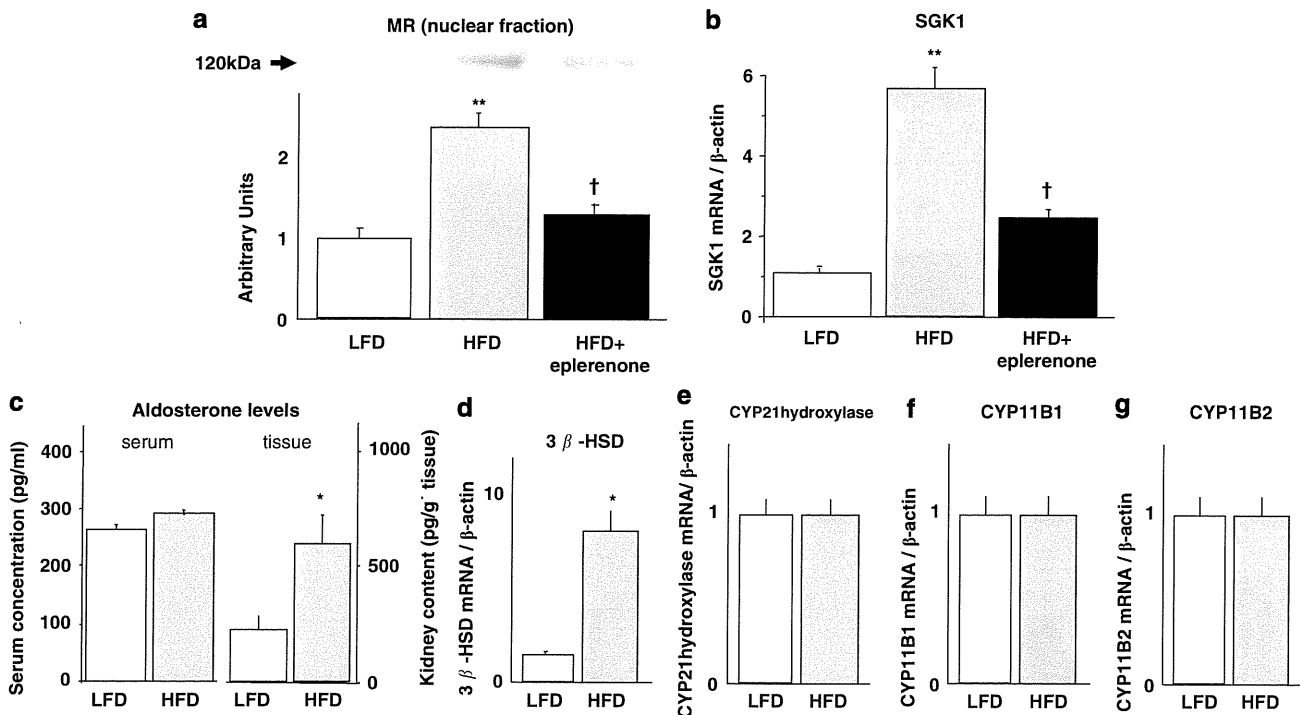 a
MR (nuclear fraction)
120kDa
Arbitrary Units
2
1
0
**
†
LFD
HFD
HFD+
eplerenone
b
SGK1
SGK1 mRNA / β-actin
6
4
2
0
**
†
LFD
HFD
HFD+
eplerenone
c
Aldosterone levels
serum
tissue
Serum concentration (pg/ml)
400
300
200
100
0
1000
500
0
Kidney content (pg/g tissue)
*
LFD
HFD
LFD
HFD
d
3 β -HSD
3 β -HSD mRNA / β-actin
10
0
*
LFD
HFD
e
CYP21hydroxylase
CYP21hydroxylase mRNA/ β-actin
1
0
LFD
HFD
f
CYP11B1
CYP11B1 mRNA / β-actin
1
0
LFD
HFD
g
CYP11B2
CYP11B2 mRNA / β-actin
1
0
LFD
HFD